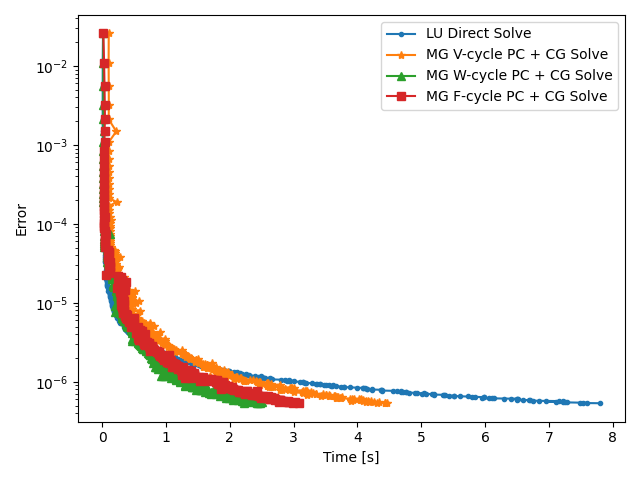 LU Direct Solve
MG V-cycle PC + CG Solve
MG W-cycle PC + CG Solve
MG F-cycle PC + CG Solve
Error
10⁻²
10⁻³
10⁻⁴
10⁻⁵
10⁻⁶
0 1 2 3 4 5 6 7 8
Time [s]